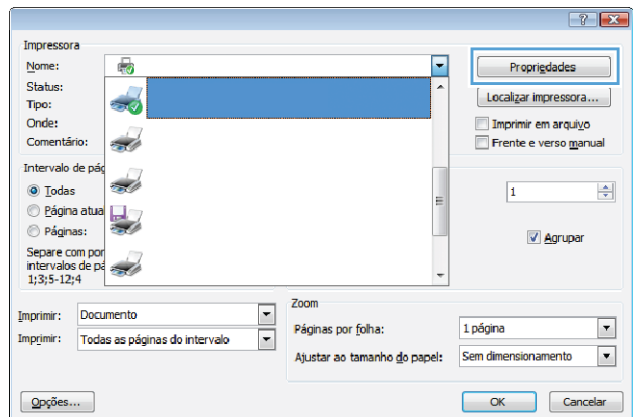 Impressora
Nome:
Propriedades
Status:
Tipo:
Localizar impressora...
Onde:
Imprimir em arquivo
Comentário:
Frente e verso manual
Intervalo de pág
Todas
1
Página atua
Páginas:
Agrupar
Separe com por
intervalos de pá
1;3;5-12;4
Imprimir: Documento
Imprimir: Todas as páginas do intervalo
Zoom
Páginas por folha: 1 página
Ajustar ao tamanho do papel: Sem dimensionamento
Opções...
OK
Cancelar